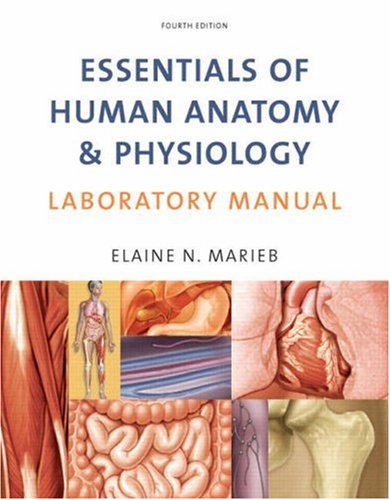 FOURTH EDITION
ESSENTIALS OF
HUMAN ANATOMY
& PHYSIOLOGY
LABORATORY MANUAL
ELAINE N. MARIEB